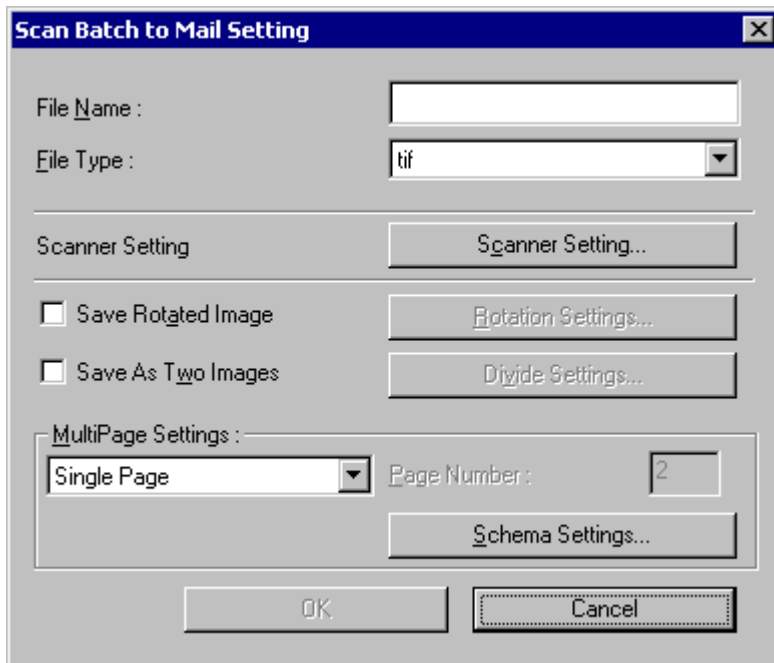 Scan Batch to Mail Setting
File Name :
File Type : tif
Scanner Setting Scanner Setting...
Save Rotated Image Rotation Settings...
Save As Two Images Divide Settings...
MultiPage Settings :
Single Page Page Number : 2
Schema Settings...
OK Cancel